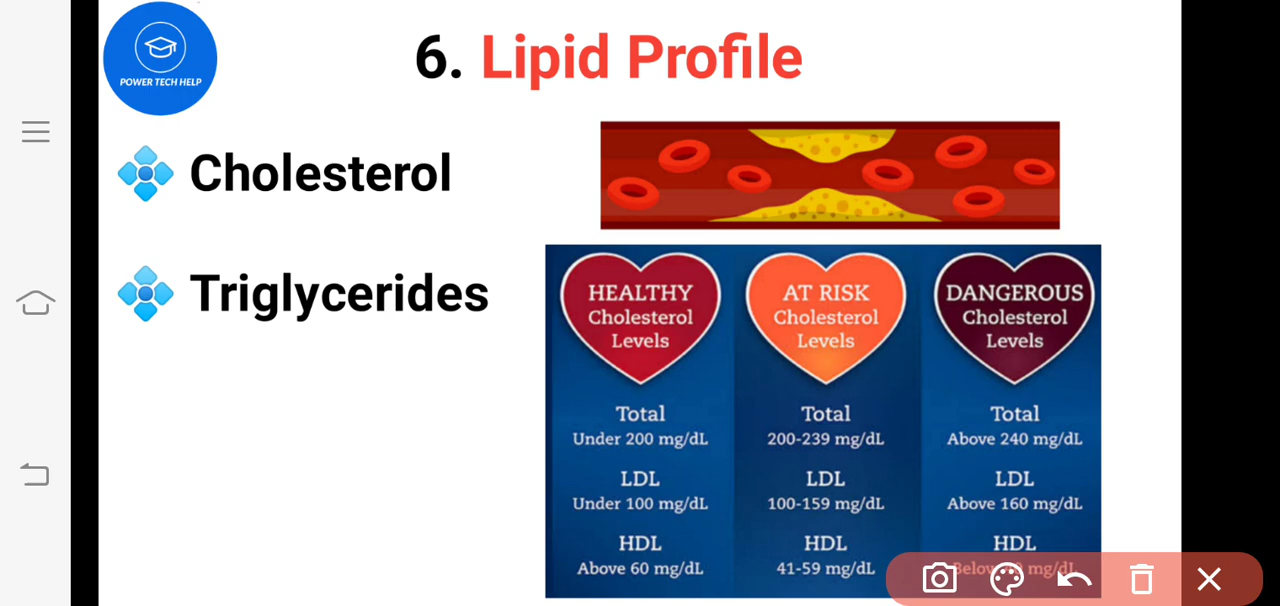 POWER TECH HELP
6. Lipid Profile
Cholesterol
Triglycerides
HEALTHY
Cholesterol
Levels
Total
Under 200 mg/dL
LDL
Under 100 mg/dL
HDL
Above 60 mg/dL
AT RISK
Cholesterol
Levels
Total
200-239 mg/dL
LDL
100-159 mg/dL
HDL
41-59 mg/dL
DANGEROUS
Cholesterol
Levels
Total
Above 240 mg/dL
LDL
Above 160 mg/dL
HDL
Below mg/dL